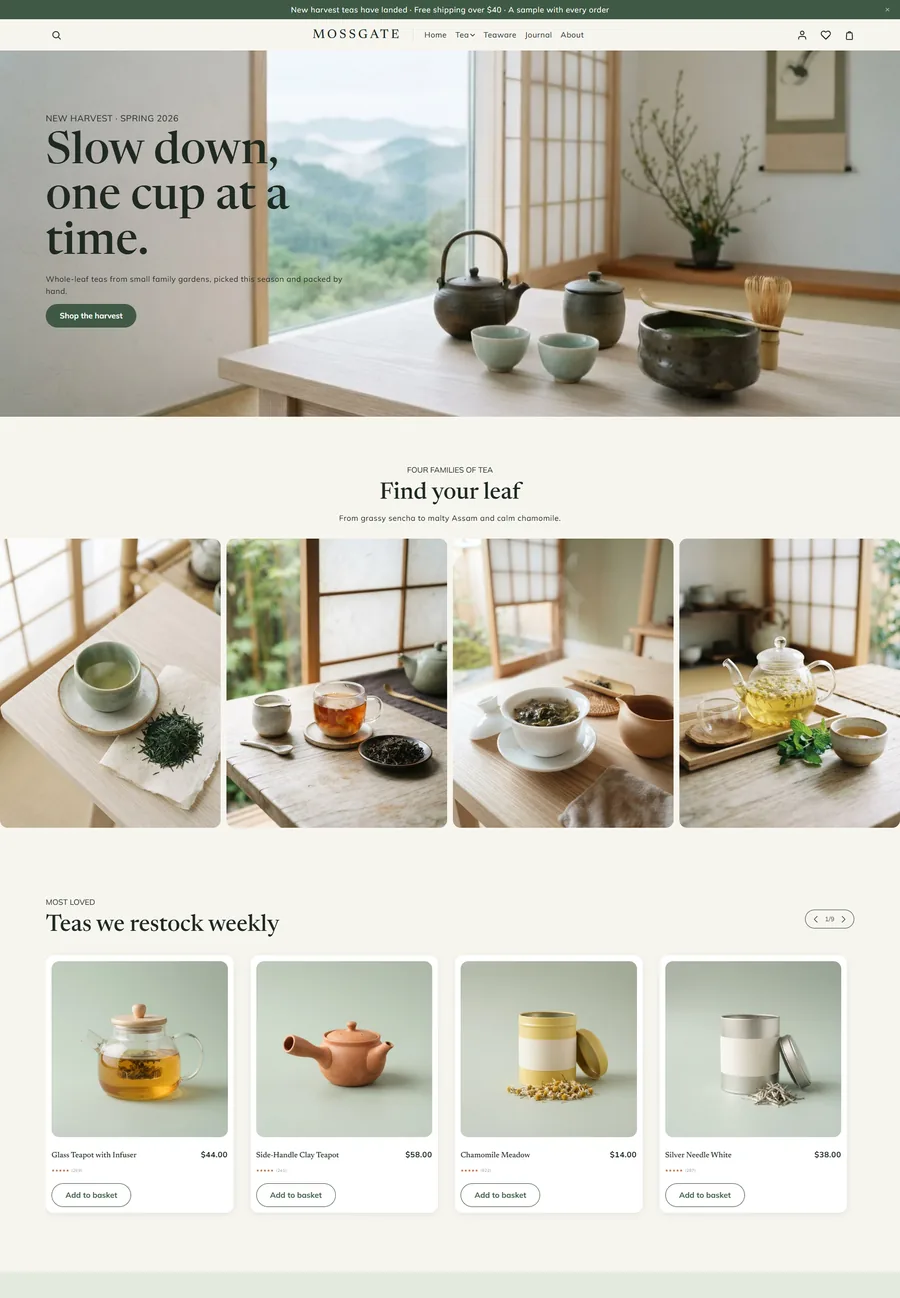 New harvest teas have landed · Free shipping over $40 · A sample with every order
MOSSGATE
Home
Tea
Teaware
Journal
About
NEW HARVEST · SPRING 2026
Slow down,
one cup at a
time.
Whole-leaf teas from small family gardens, picked this season and packed by
hand.
Shop the harvest
FOUR FAMILIES OF TEA
Find your leaf
From grassy sencha to malty Assam and calm chamomile.
MOST LOVED
Teas we restock weekly
1/9
Glass Teapot with Infuser
$44.00
Side-Handle Clay Teapot
$58.00
Chamomile Meadow
$14.00
Silver Needle White
$38.00
Add to basket
Add to basket
Add to basket
Add to basket